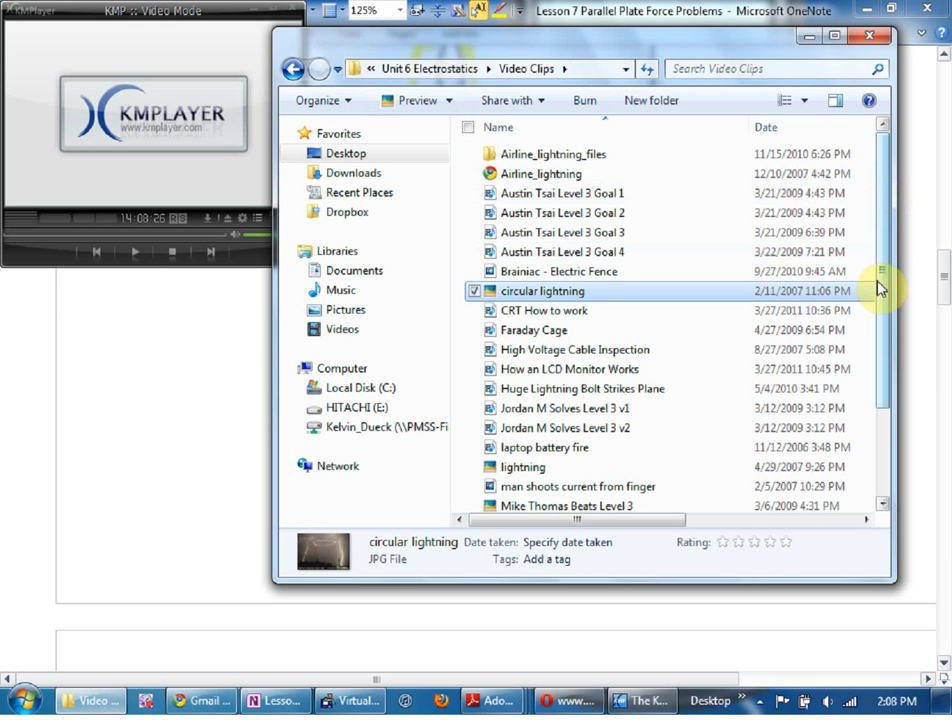 KMPlayer
KMP :: Video Mode
125%
Lesson 7 Parallel Plate Force Problems - Microsoft OneNote
KMPLAYER
www.kmplayer.com
14:08:26
« Unit 6 Electrostatics ▸ Video Clips ▸
Search Video Clips
Organize Preview Share with Burn New folder
Favorites
Desktop
Downloads
Recent Places
Dropbox
Libraries
Documents
Music
Pictures
Videos
Computer
Local Disk (C:)
HITACHI (E:)
Kelvin_Dueck (\\PMSS-Fi
Network
Name Date
Airline_lightning_files 11/15/2010 6:26 PM
Airline_lightning 12/10/2007 4:42 PM
Austin Tsai Level 3 Goal 1 3/21/2009 4:43 PM
Austin Tsai Level 3 Goal 2 3/21/2009 4:43 PM
Austin Tsai Level 3 Goal 3 3/21/2009 6:39 PM
Austin Tsai Level 3 Goal 4 3/22/2009 7:21 PM
Brainiac - Electric Fence 9/27/2010 9:45 AM
circular lightning 2/11/2007 11:06 PM
CRT How to work 3/27/2011 10:36 PM
Faraday Cage 4/27/2009 6:54 PM
High Voltage Cable Inspection 8/27/2007 5:08 PM
How an LCD Monitor Works 3/27/2011 10:45 PM
Huge Lightning Bolt Strikes Plane 5/4/2010 3:41 PM
Jordan M Solves Level 3 v1 3/12/2009 3:12 PM
Jordan M Solves Level 3 v2 3/12/2009 3:12 PM
laptop battery fire 11/12/2006 3:48 PM
lightning 4/29/2007 9:26 PM
man shoots current from finger 2/5/2007 10:29 PM
Mike Thomas Beats Level 3 3/6/2009 4:31 PM
circular lightning Date taken: Specify date taken Rating:
JPG File Tags: Add a tag
Video ... Gmail ... Lesso... Virtual... Ado... www.... The K... Desktop » 2:08 PM